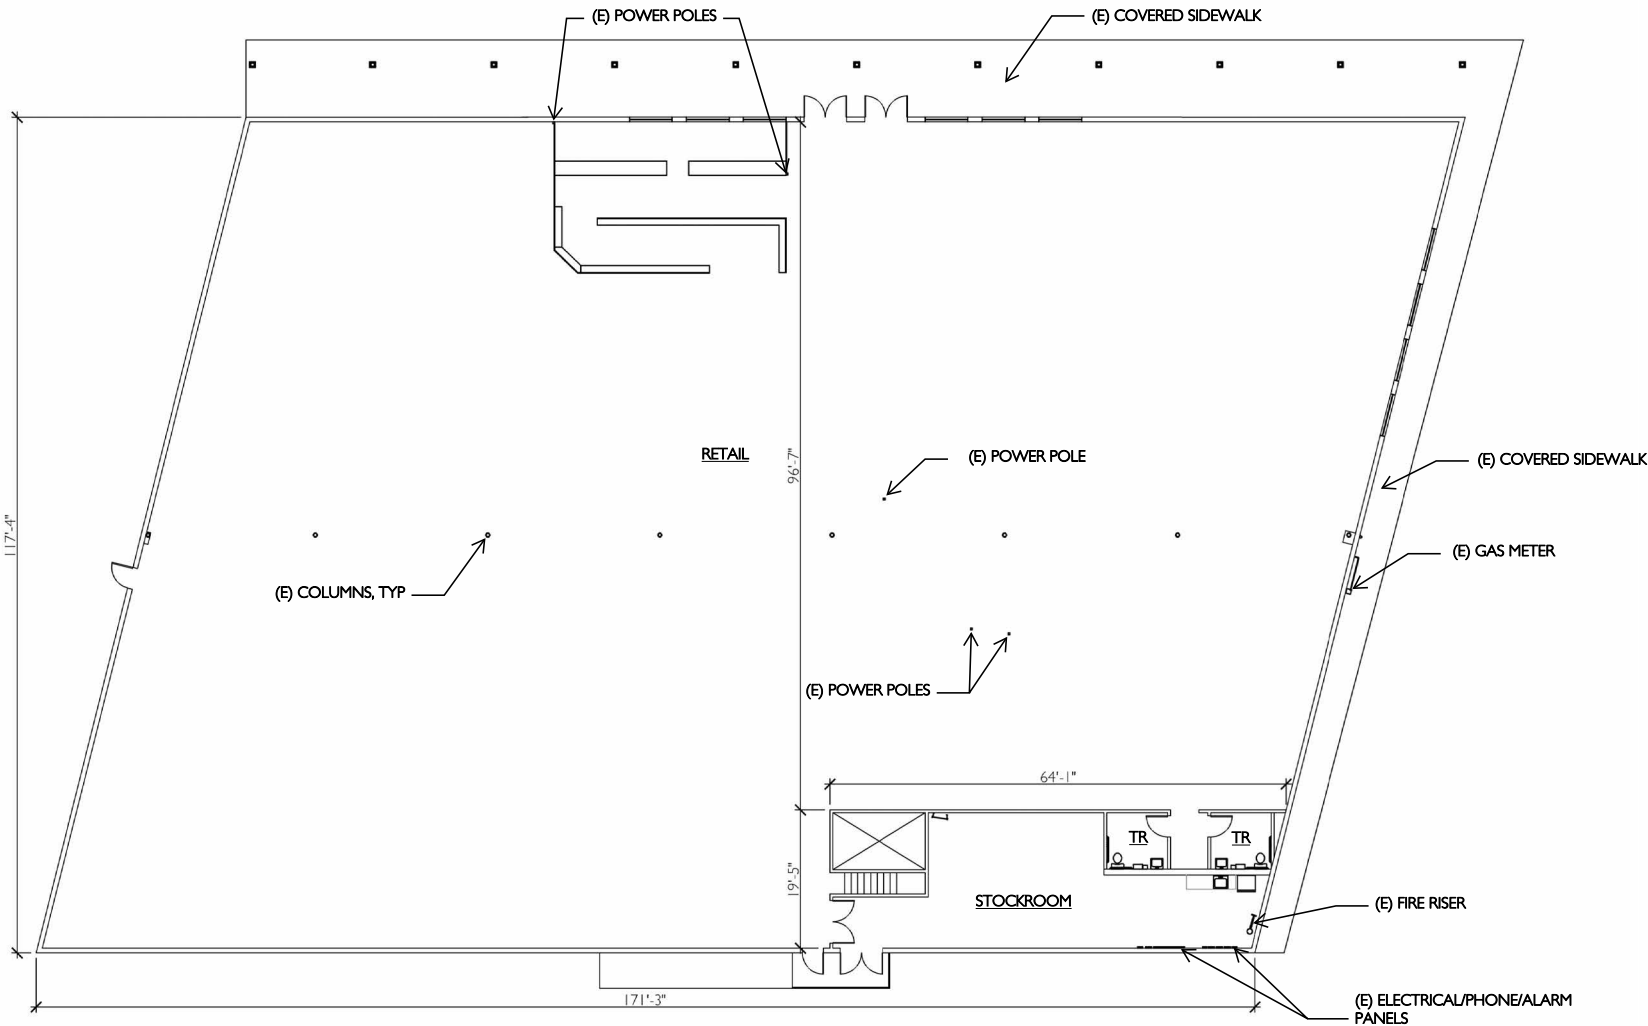 (E) POWER POLES
(E) COVERED SIDEWALK
RETAIL
96'-7"
(E) POWER POLE
(E) COVERED SIDEWALK
117'-4"
(E) GAS METER
(E) COLUMNS, TYP
(E) POWER POLES
64'-1"
TR
TR
19'-5"
STOCKROOM
(E) FIRE RISER
171'-3"
(E) ELECTRICAL/PHONE/ALARM
PANELS